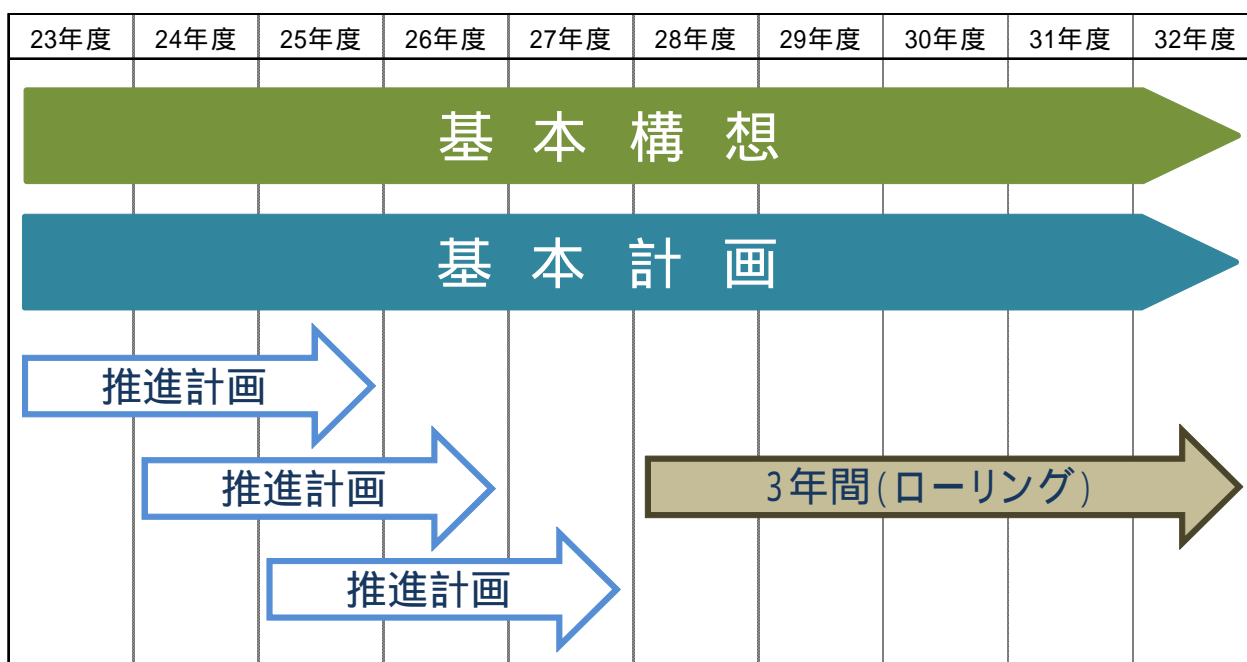 23年度 24年度 25年度 26年度 27年度 28年度 29年度 30年度 31年度 32年度
基本構想
基本計画
推進計画
推進計画
3年間(ローリング)
推進計画